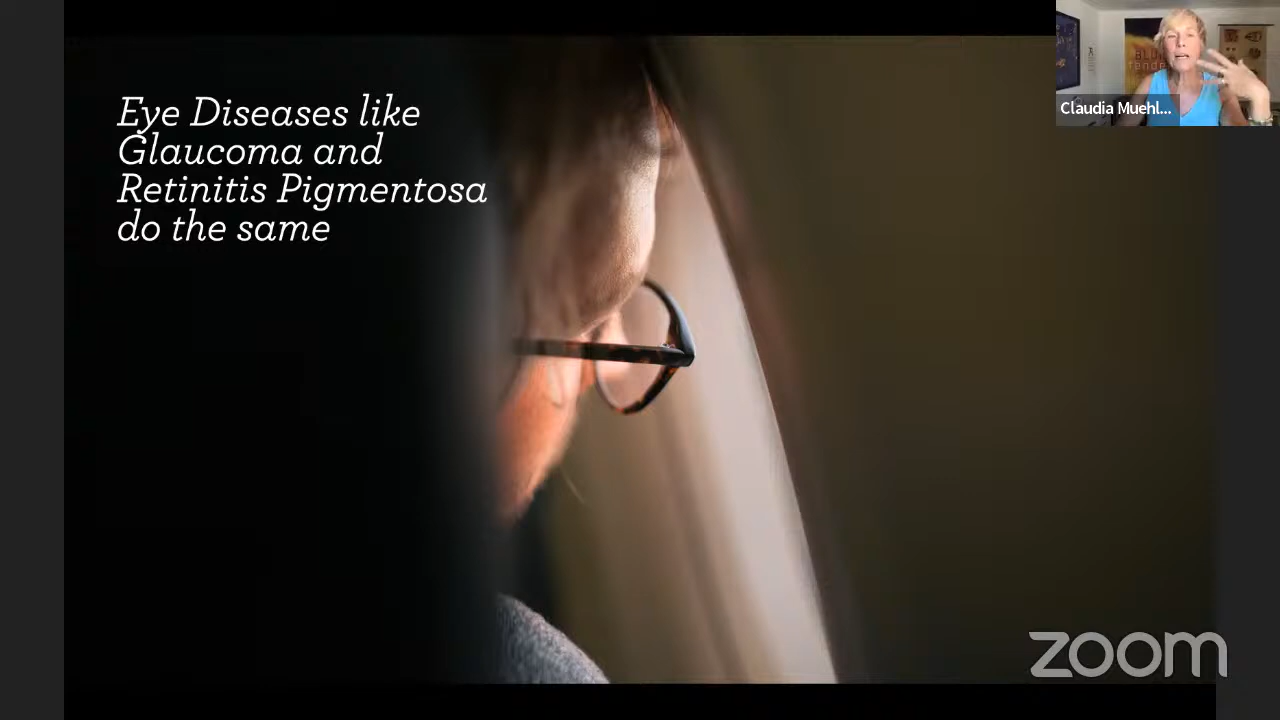 Eye Diseases like
Glaucoma and
Retinitis Pigmentosa
do the same
Claudia Muehl...
zoom